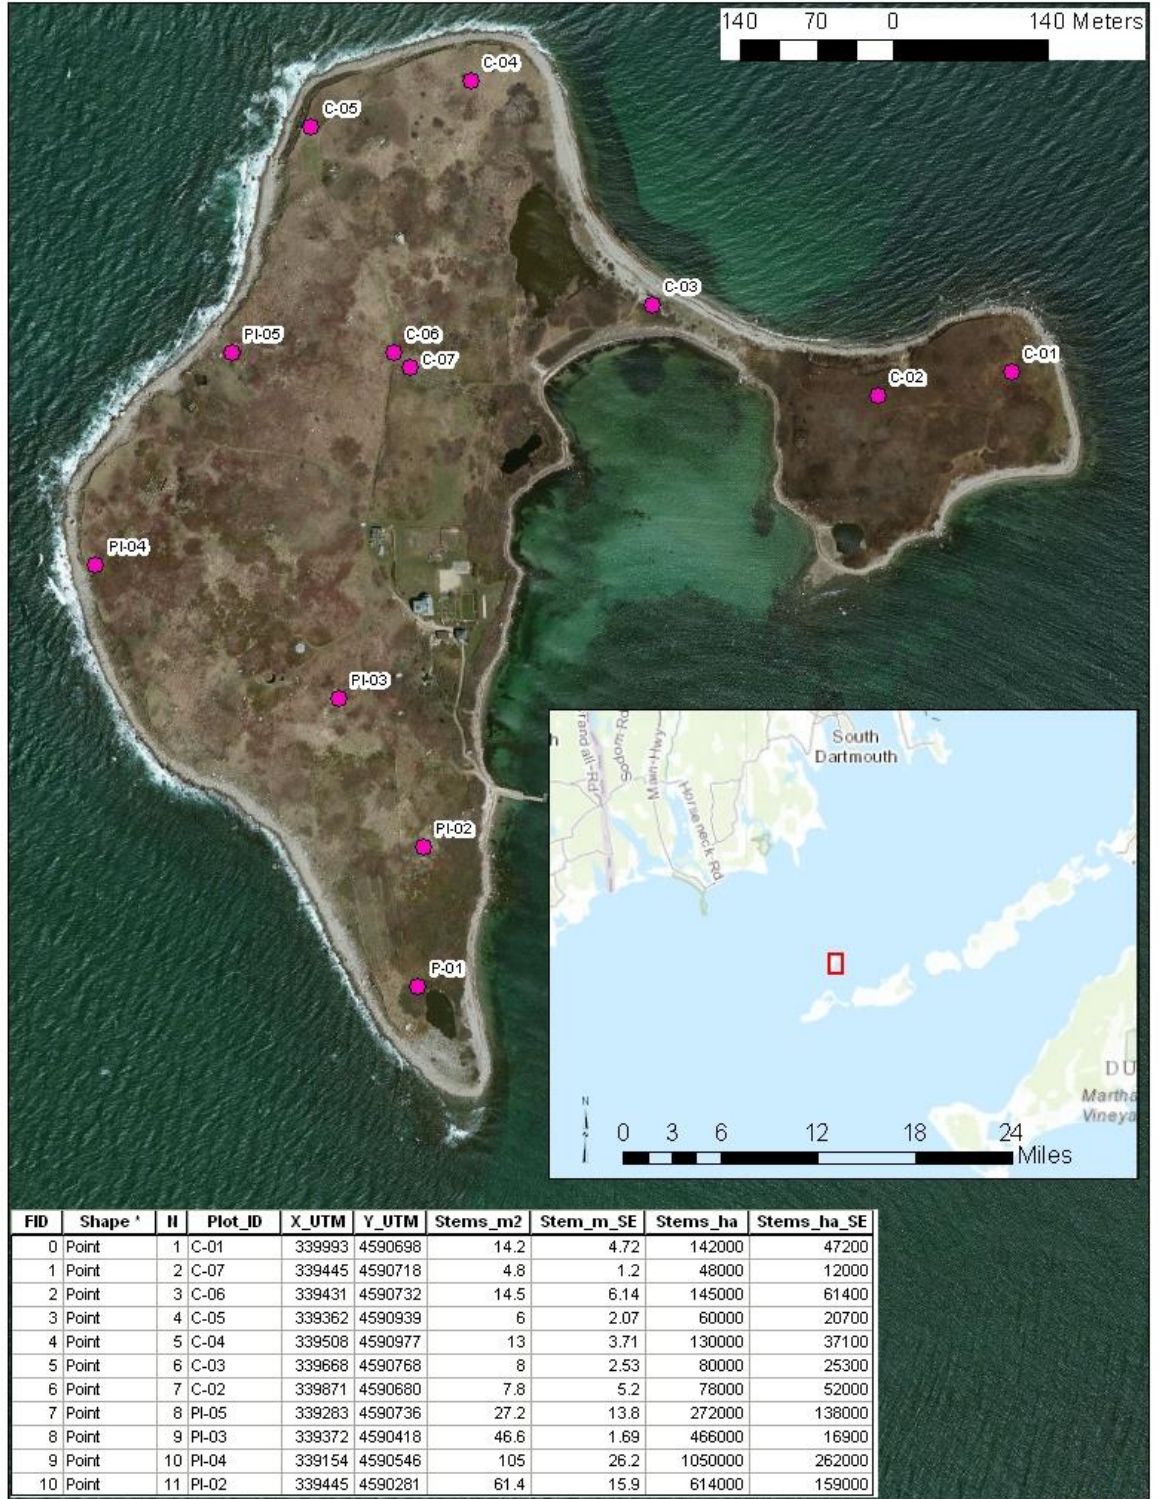 140 70 0 140 Meters
C-04
C-05
C-03
PI-05
C-06
C-07
C-01
C-02
PI-04
PI-03
PI-02
P-01
South
Dartmouth
randall-Rd
Sodom-Rd
Main-Hwy
Horseneck Rd
h
DU
Martha
Vineya
N
0 3 6 12 18 24
Miles
FID Shape * N Plot_ID X_UTM Y_UTM Stems_m2 Stem_m_SE Stems_ha Stems_ha_SE
0 Point 1 C-01 339993 4590698 14.2 4.72 142000 47200
1 Point 2 C-07 339445 4590718 4.8 1.2 48000 12000
2 Point 3 C-06 339431 4590732 14.5 6.14 145000 61400
3 Point 4 C-05 339362 4590939 6 2.07 60000 20700
4 Point 5 C-04 339508 4590977 13 3.71 130000 37100
5 Point 6 C-03 339668 4590768 8 2.53 80000 25300
6 Point 7 C-02 339871 4590680 7.8 5.2 78000 52000
7 Point 8 PI-05 339283 4590736 27.2 13.8 272000 138000
8 Point 9 PI-03 339372 4590418 46.6 1.69 466000 16900
9 Point 10 PI-04 339154 4590546 105 26.2 1050000 262000
10 Point 11 PI-02 339445 4590281 61.4 15.9 614000 159000